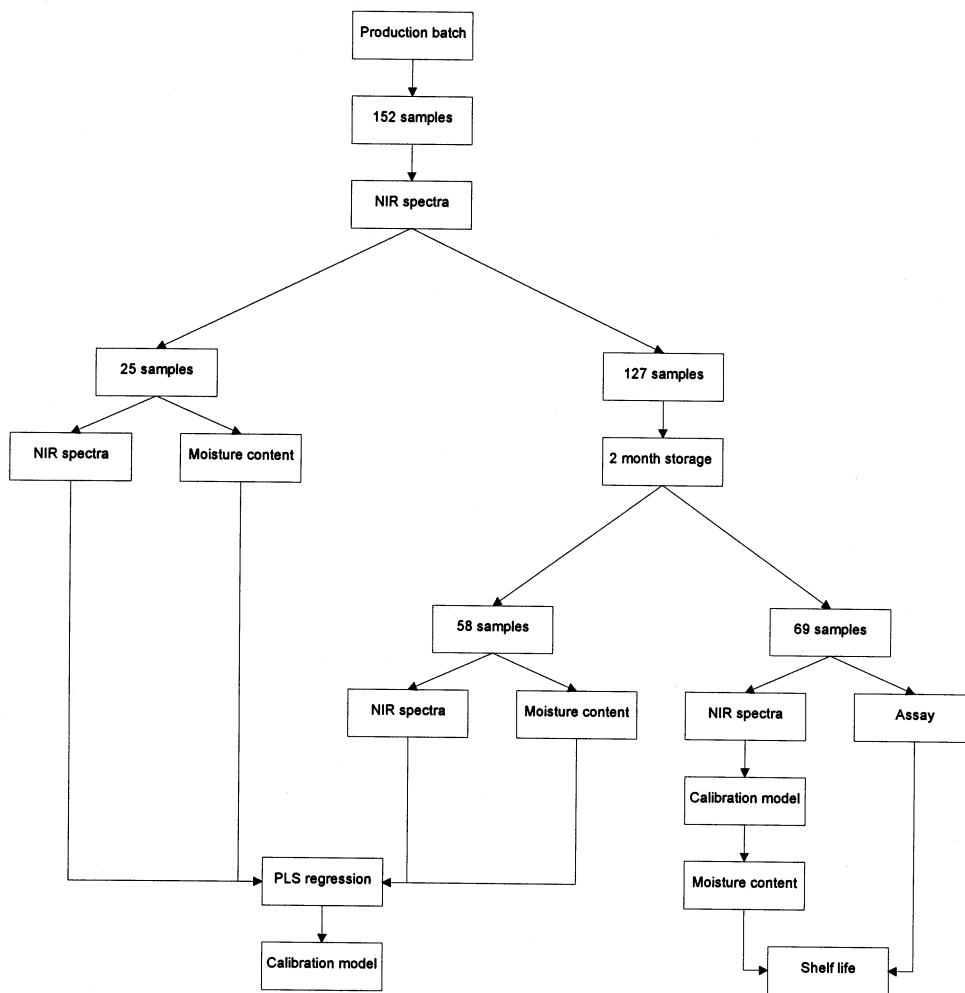 Production batch
152 samples
NIR spectra
25 samples
127 samples
NIR spectra
Moisture content
2 month storage
58 samples
69 samples
NIR spectra
Moisture content
NIR spectra
Assay
Calibration model
PLS regression
Moisture content
Calibration model
Shelf life